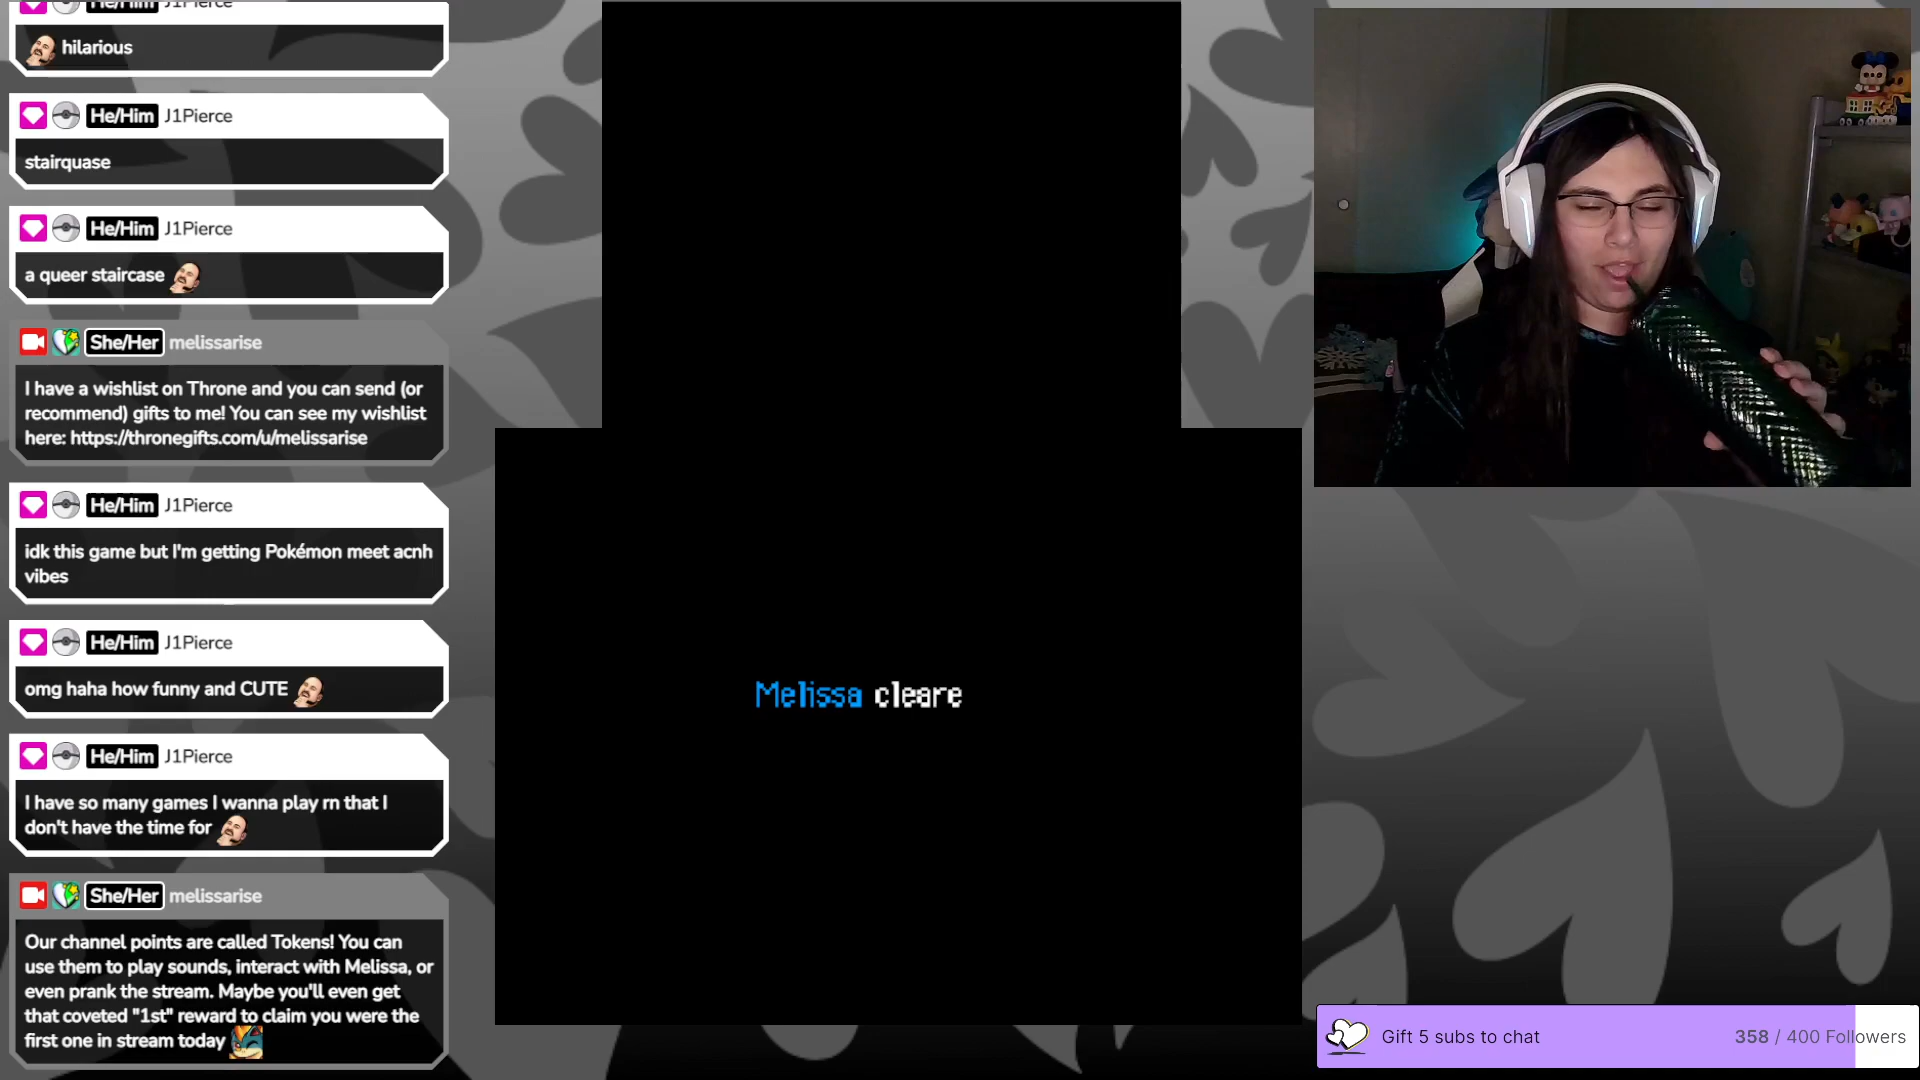 He/Him J1Pierce
hilarious
He/Him J1Pierce
stairquase
He/Him J1Pierce
a queer staircase
She/Her melissarise
I have a wishlist on Throne and you can send (or
recommend) gifts to me! You can see my wishlist
here: https://thronegifts.com/u/melissarise
He/Him J1Pierce
idk this game but I'm getting Pokémon meet acnh
vibes
He/Him J1Pierce
omg haha how funny and CUTE
He/Him J1Pierce
I have so many games I wanna play rn that I
don't have the time for
She/Her melissarise
Our channel points are called Tokens! You can
use them to play sounds, interact with Melissa, or
even prank the stream. Maybe you'll even get
that coveted "1st" reward to claim you were the
first one in stream today
Melissa cleare
Gift 5 subs to chat 358 / 400 Followers